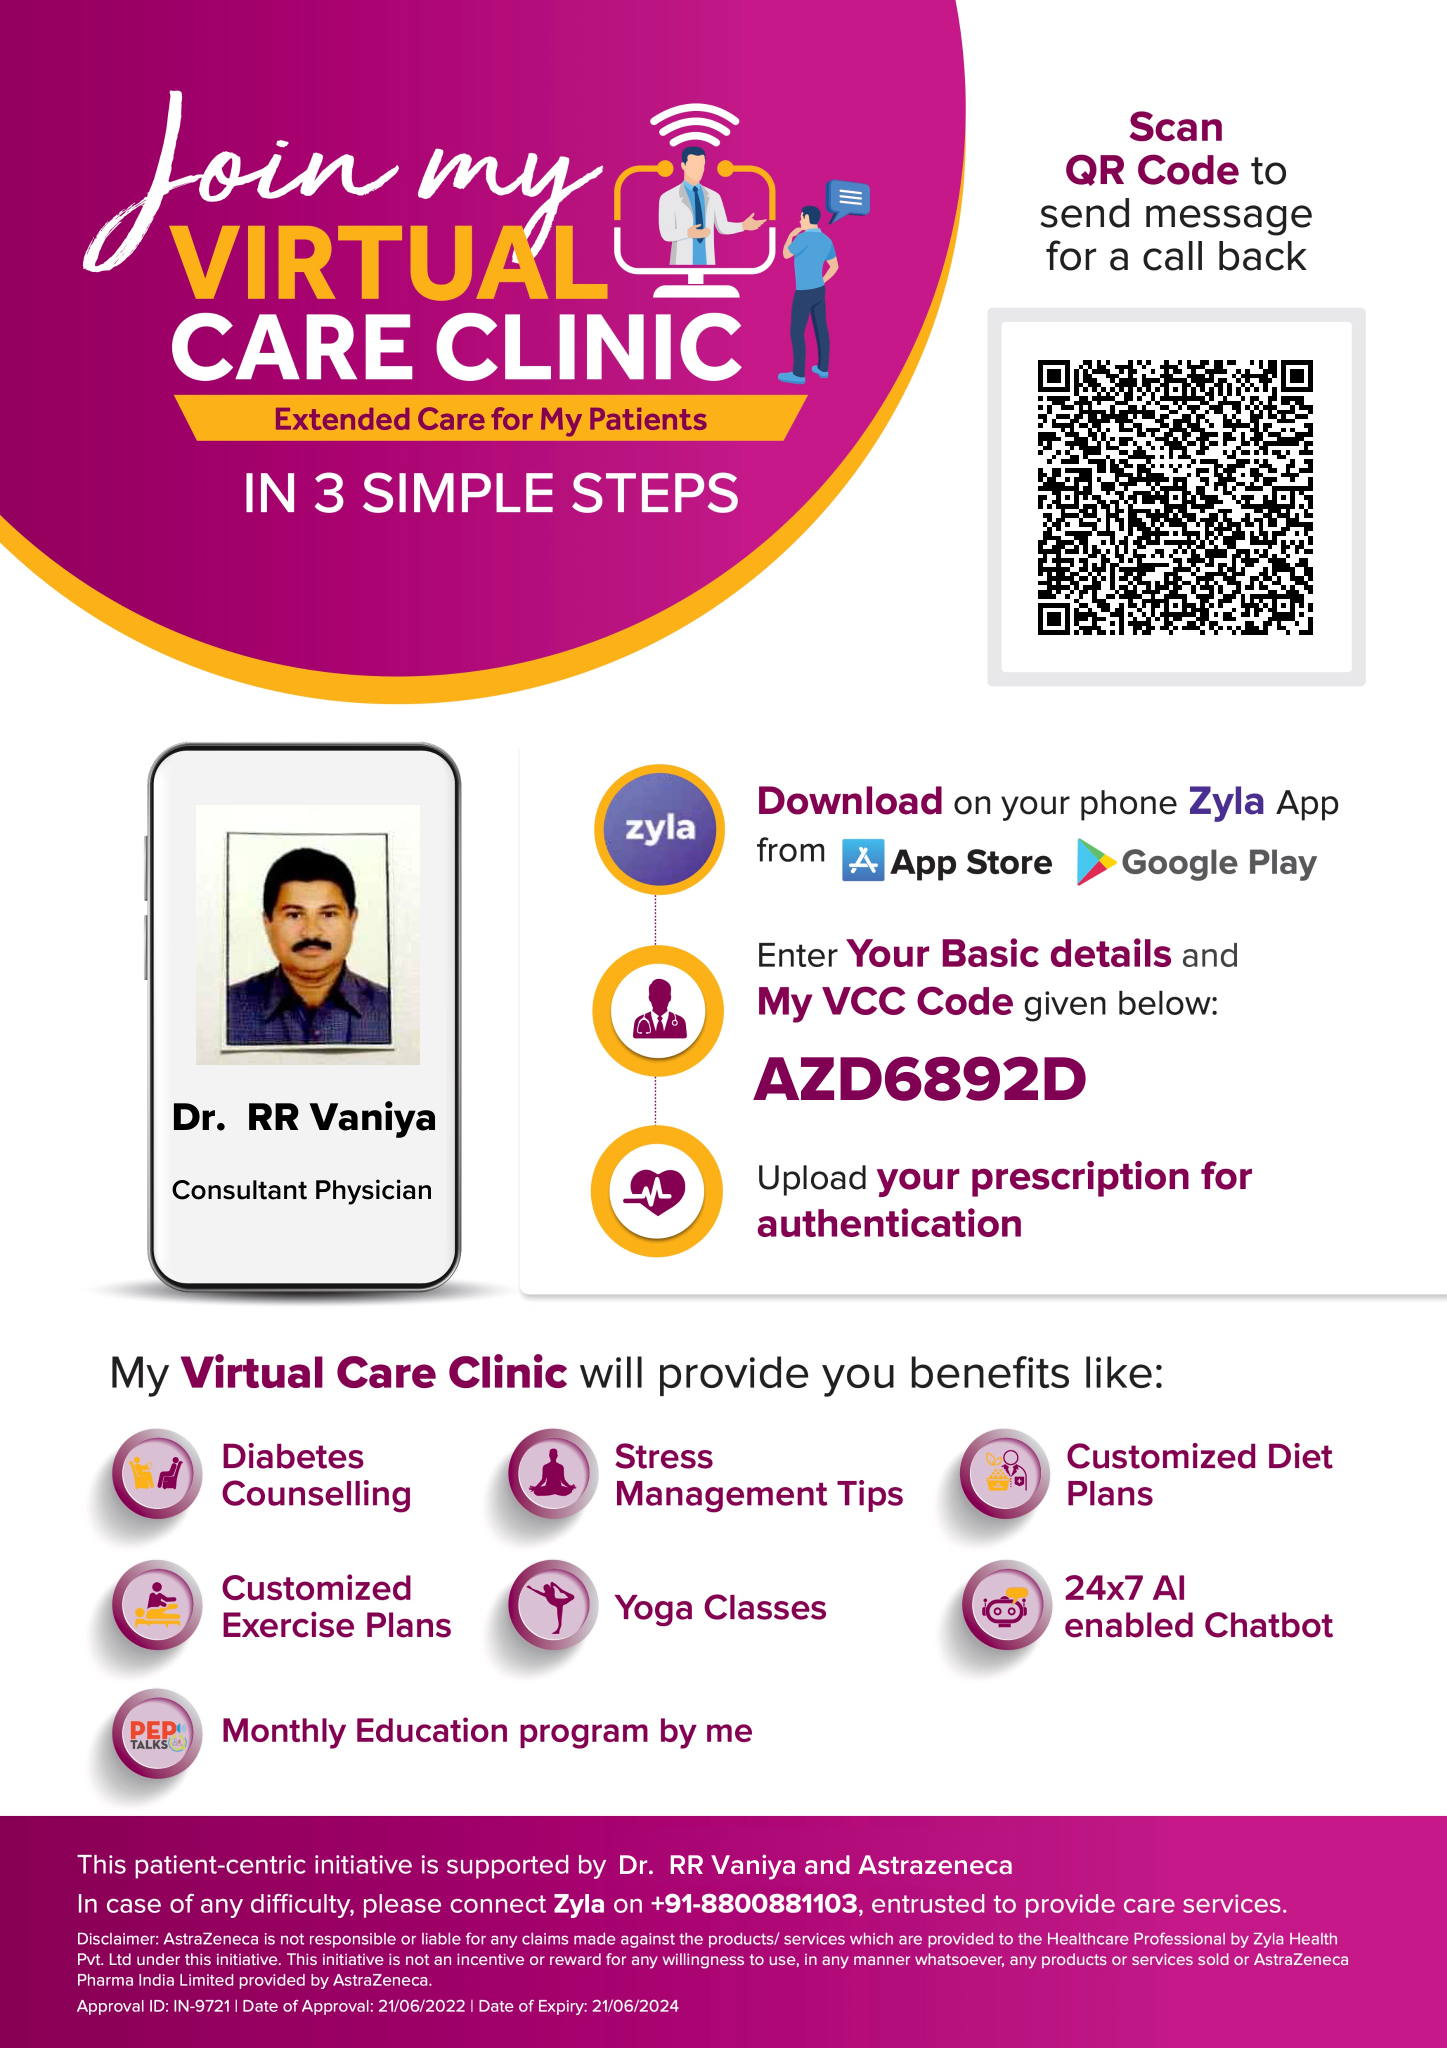 Join my
VIRTUAL
CARE CLINIC
Extended Care for My Patients
IN 3 SIMPLE STEPS
Scan
QR Code to
send message
for a call back
Dr. RR Vaniya
Consultant Physician
zyla
Download on your phone Zyla App
from App Store Google Play
Enter Your Basic details and
My VCC Code given below:
AZD6892D
Upload your prescription for
authentication
My Virtual Care Clinic will provide you benefits like:
Diabetes
Counselling
Stress
Management Tips
Customized Diet
Plans
Customized
Exercise Plans
Yoga Classes
24x7 AI
enabled Chatbot
PEP
TALKS
Monthly Education program by me
This patient-centric initiative is supported by Dr. RR Vaniya and Astrazeneca
In case of any difficulty, please connect Zyla on +91-8800881103, entrusted to provide care services.
Disclaimer: AstraZeneca is not responsible or liable for any claims made against the products/ services which are provided to the Healthcare Professional by Zyla Health
Pvt. Ltd under this initiative. This initiative is not an incentive or reward for any willingness to use, in any manner whatsoever, any products or services sold or AstraZeneca
Pharma India Limited provided by AstraZeneca.
Approval ID: IN-9721 | Date of Approval: 21/06/2022 | Date of Expiry: 21/06/2024